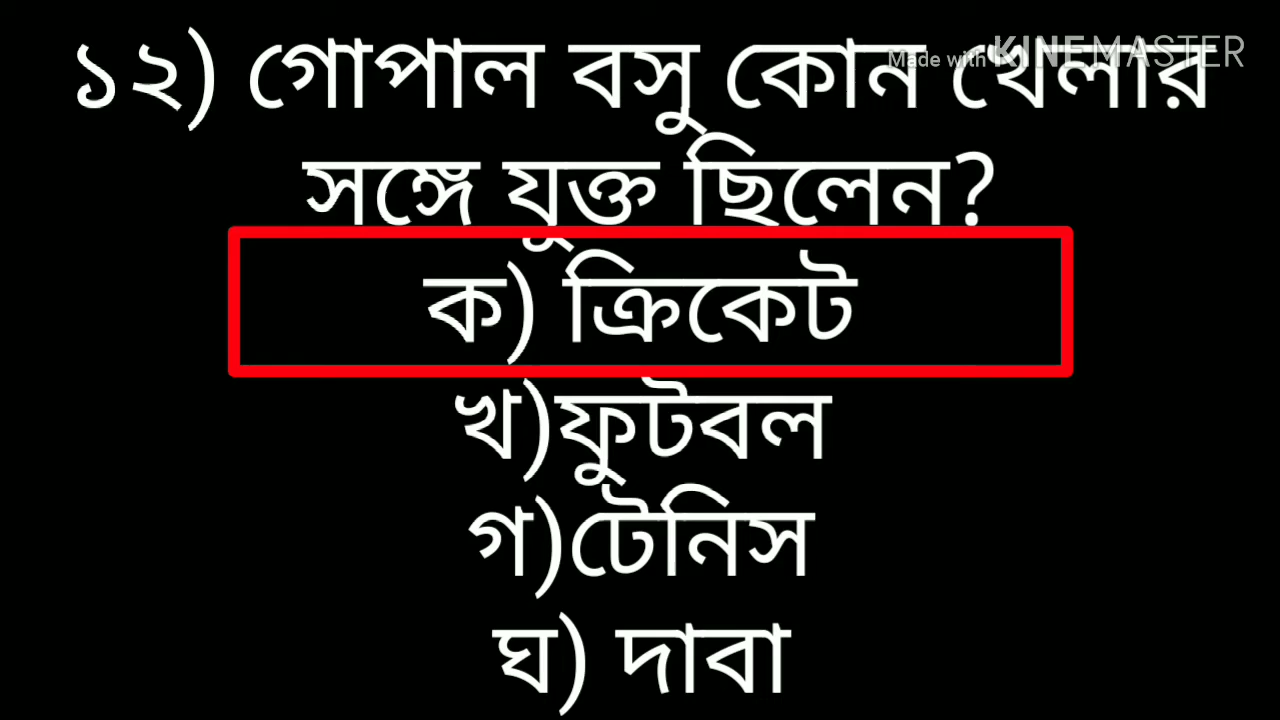 ১২) গোপাল বসু কোন খেলার
Made with KINEMASTER
সঙ্গে যুক্ত ছিলেন?
ক) ক্রিকেট
খ)ফুটবল
গ)টেনিস
ঘ) দাবা